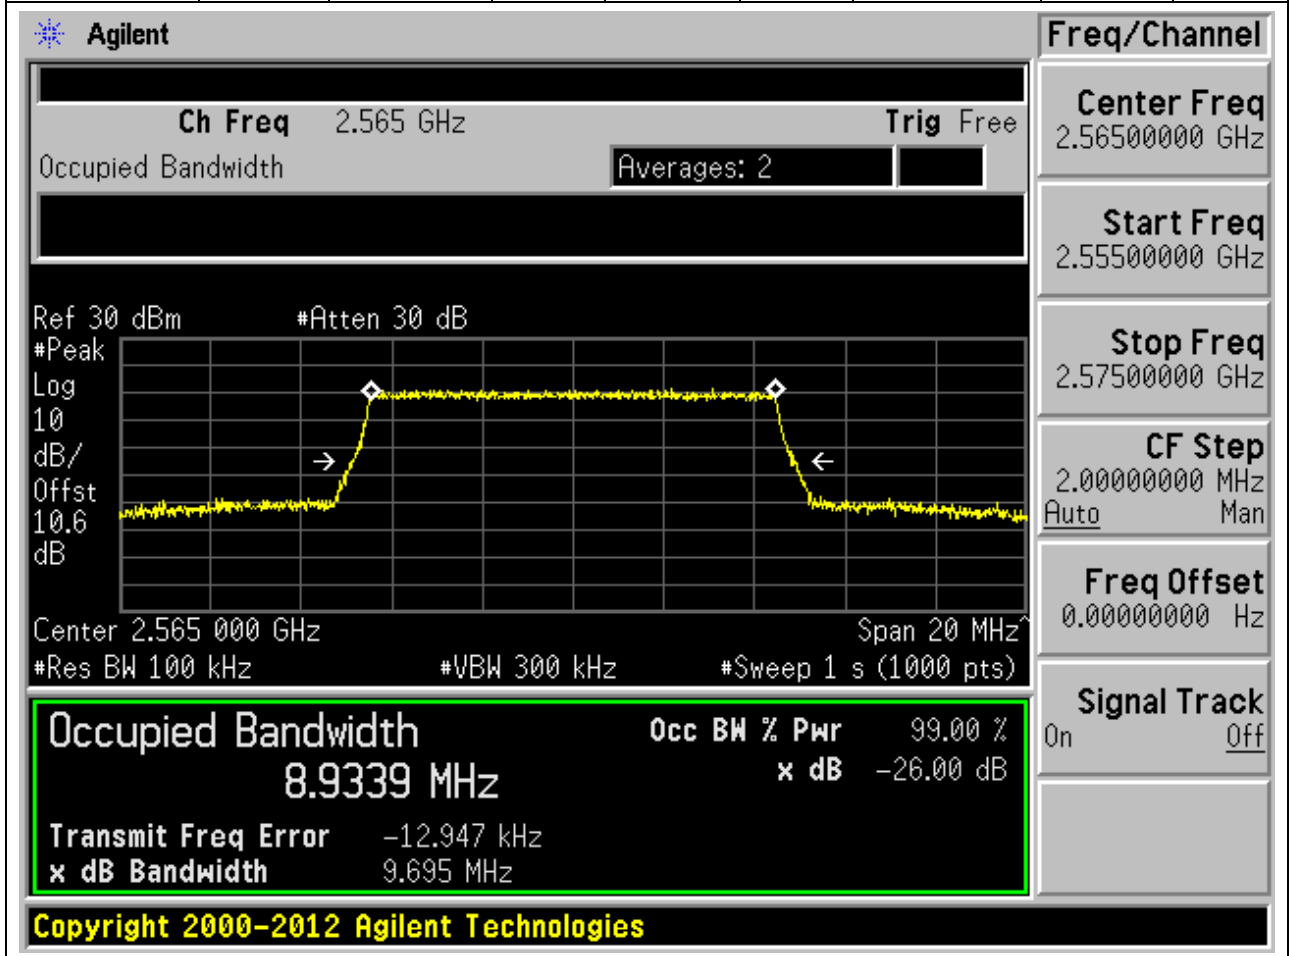 Agilent
Freq/Channel
Ch Freq 2.565 GHz Trig Free
Occupied Bandwidth Averages: 2
Center Freq
2.56500000 GHz
Start Freq
2.55500000 GHz
Stop Freq
2.57500000 GHz
CF Step
2.00000000 MHz
Auto Man
Freq Offset
0.00000000 Hz
Signal Track
On Off
Ref 30 dBm #Atten 30 dB
#Peak
Log
10
dB/
Offst
10.6
dB
Center 2.565 000 GHz Span 20 MHz^
#Res BW 100 kHz #VBW 300 kHz #Sweep 1 s (1000 pts)
Occupied Bandwidth Occ BW % Pwr 99.00 %
8.9339 MHz x dB -26.00 dB
Transmit Freq Error -12.947 kHz
x dB Bandwidth 9.695 MHz
Copyright 2000-2012 Agilent Technologies